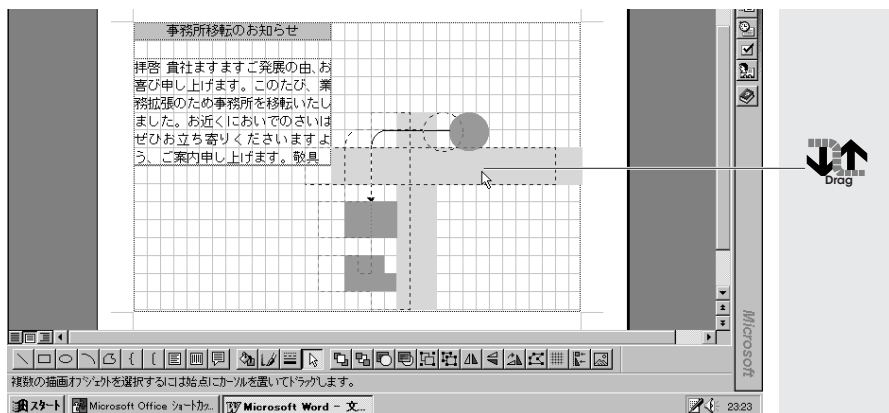 事務所移転のお知らせ
拝啓 貴社ますますご発展の由、お
喜び申し上げます。このたび、業
務拡張のため事務所を移転いたし
ました。お近くにおいでのさいは
ぜひお立ち寄りくださいますよ
う、ご案内申し上げます。敬具
Drag
Microsoft
複数の描画オブジェクトを選択するには始点にカーソルを置いてドラッグします。
スタート
Microsoft Office ショートカッ..
Microsoft Word - 文...
23:23